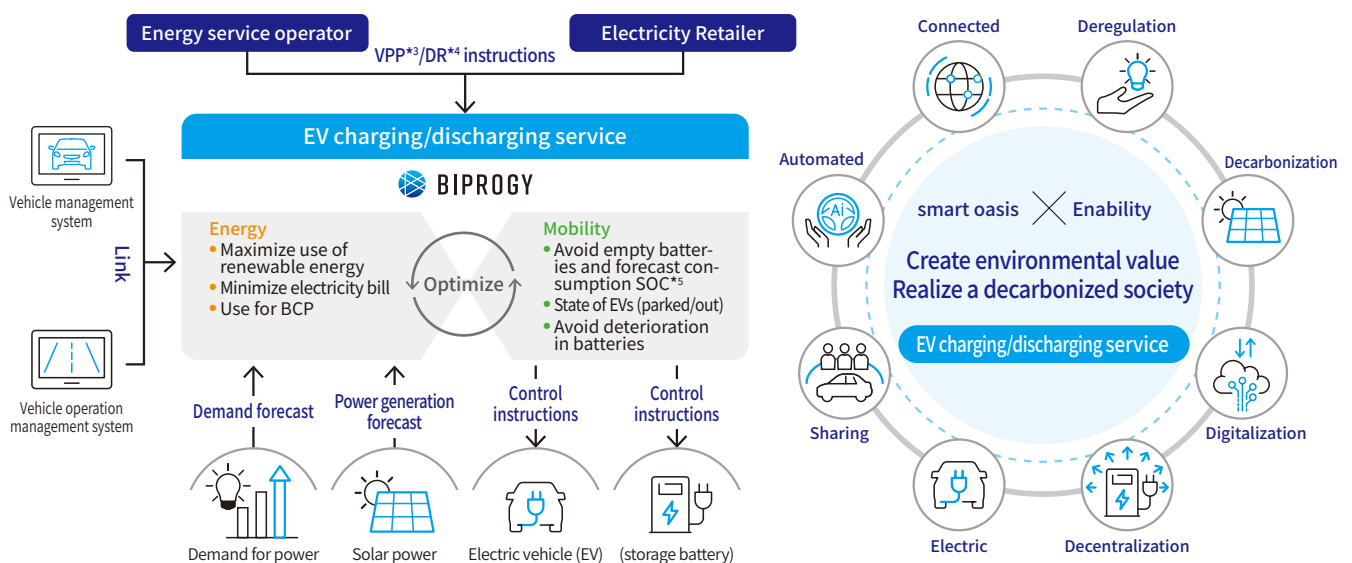 Energy service operator
Electricity Retailer
VPP*3/DR*4 instructions
EV charging/discharging service
BIPROGY
Vehicle management
system
Link
Vehicle operation
management system
Energy
• Maximize use of
renewable energy
• Minimize electricity bill
• Use for BCP
Optimize
Mobility
• Avoid empty batter-
ies and forecast con-
sumption SOC*5
• State of EVs (parked/out)
• Avoid deterioration
in batteries
Demand forecast
Power generation
forecast
Control
instructions
Control
instructions
Demand for power
Solar power
Electric vehicle (EV)
(storage battery)
Connected
Deregulation
Automated
Ai
Decarbonization
smart oasis × Enability
Create environmental value
Realize a decarbonized society
EV charging/discharging service
Sharing
Digitalization
Electric
Decentralization